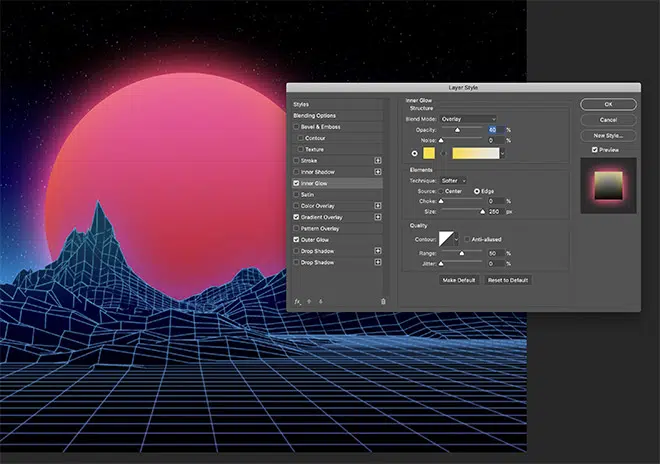 Layer Style
Styles
Blending Options
Bevel & Emboss
Contour
Texture
Stroke
Inner Shadow
Inner Glow
Satin
Color Overlay
Gradient Overlay
Pattern Overlay
Outer Glow
Drop Shadow
Drop Shadow
fx
Inner Glow
Structure
Blend Mode: Overlay
Opacity: 60 %
Noise: 0 %
Elements
Technique: Softer
Source: Center Edge
Choke: 0 %
Size: 250 px
Quality
Contour: Anti-aliased
Range: 50 %
Jitter: 0 %
Make Default Reset to Default
OK
Cancel
New Style...
Preview